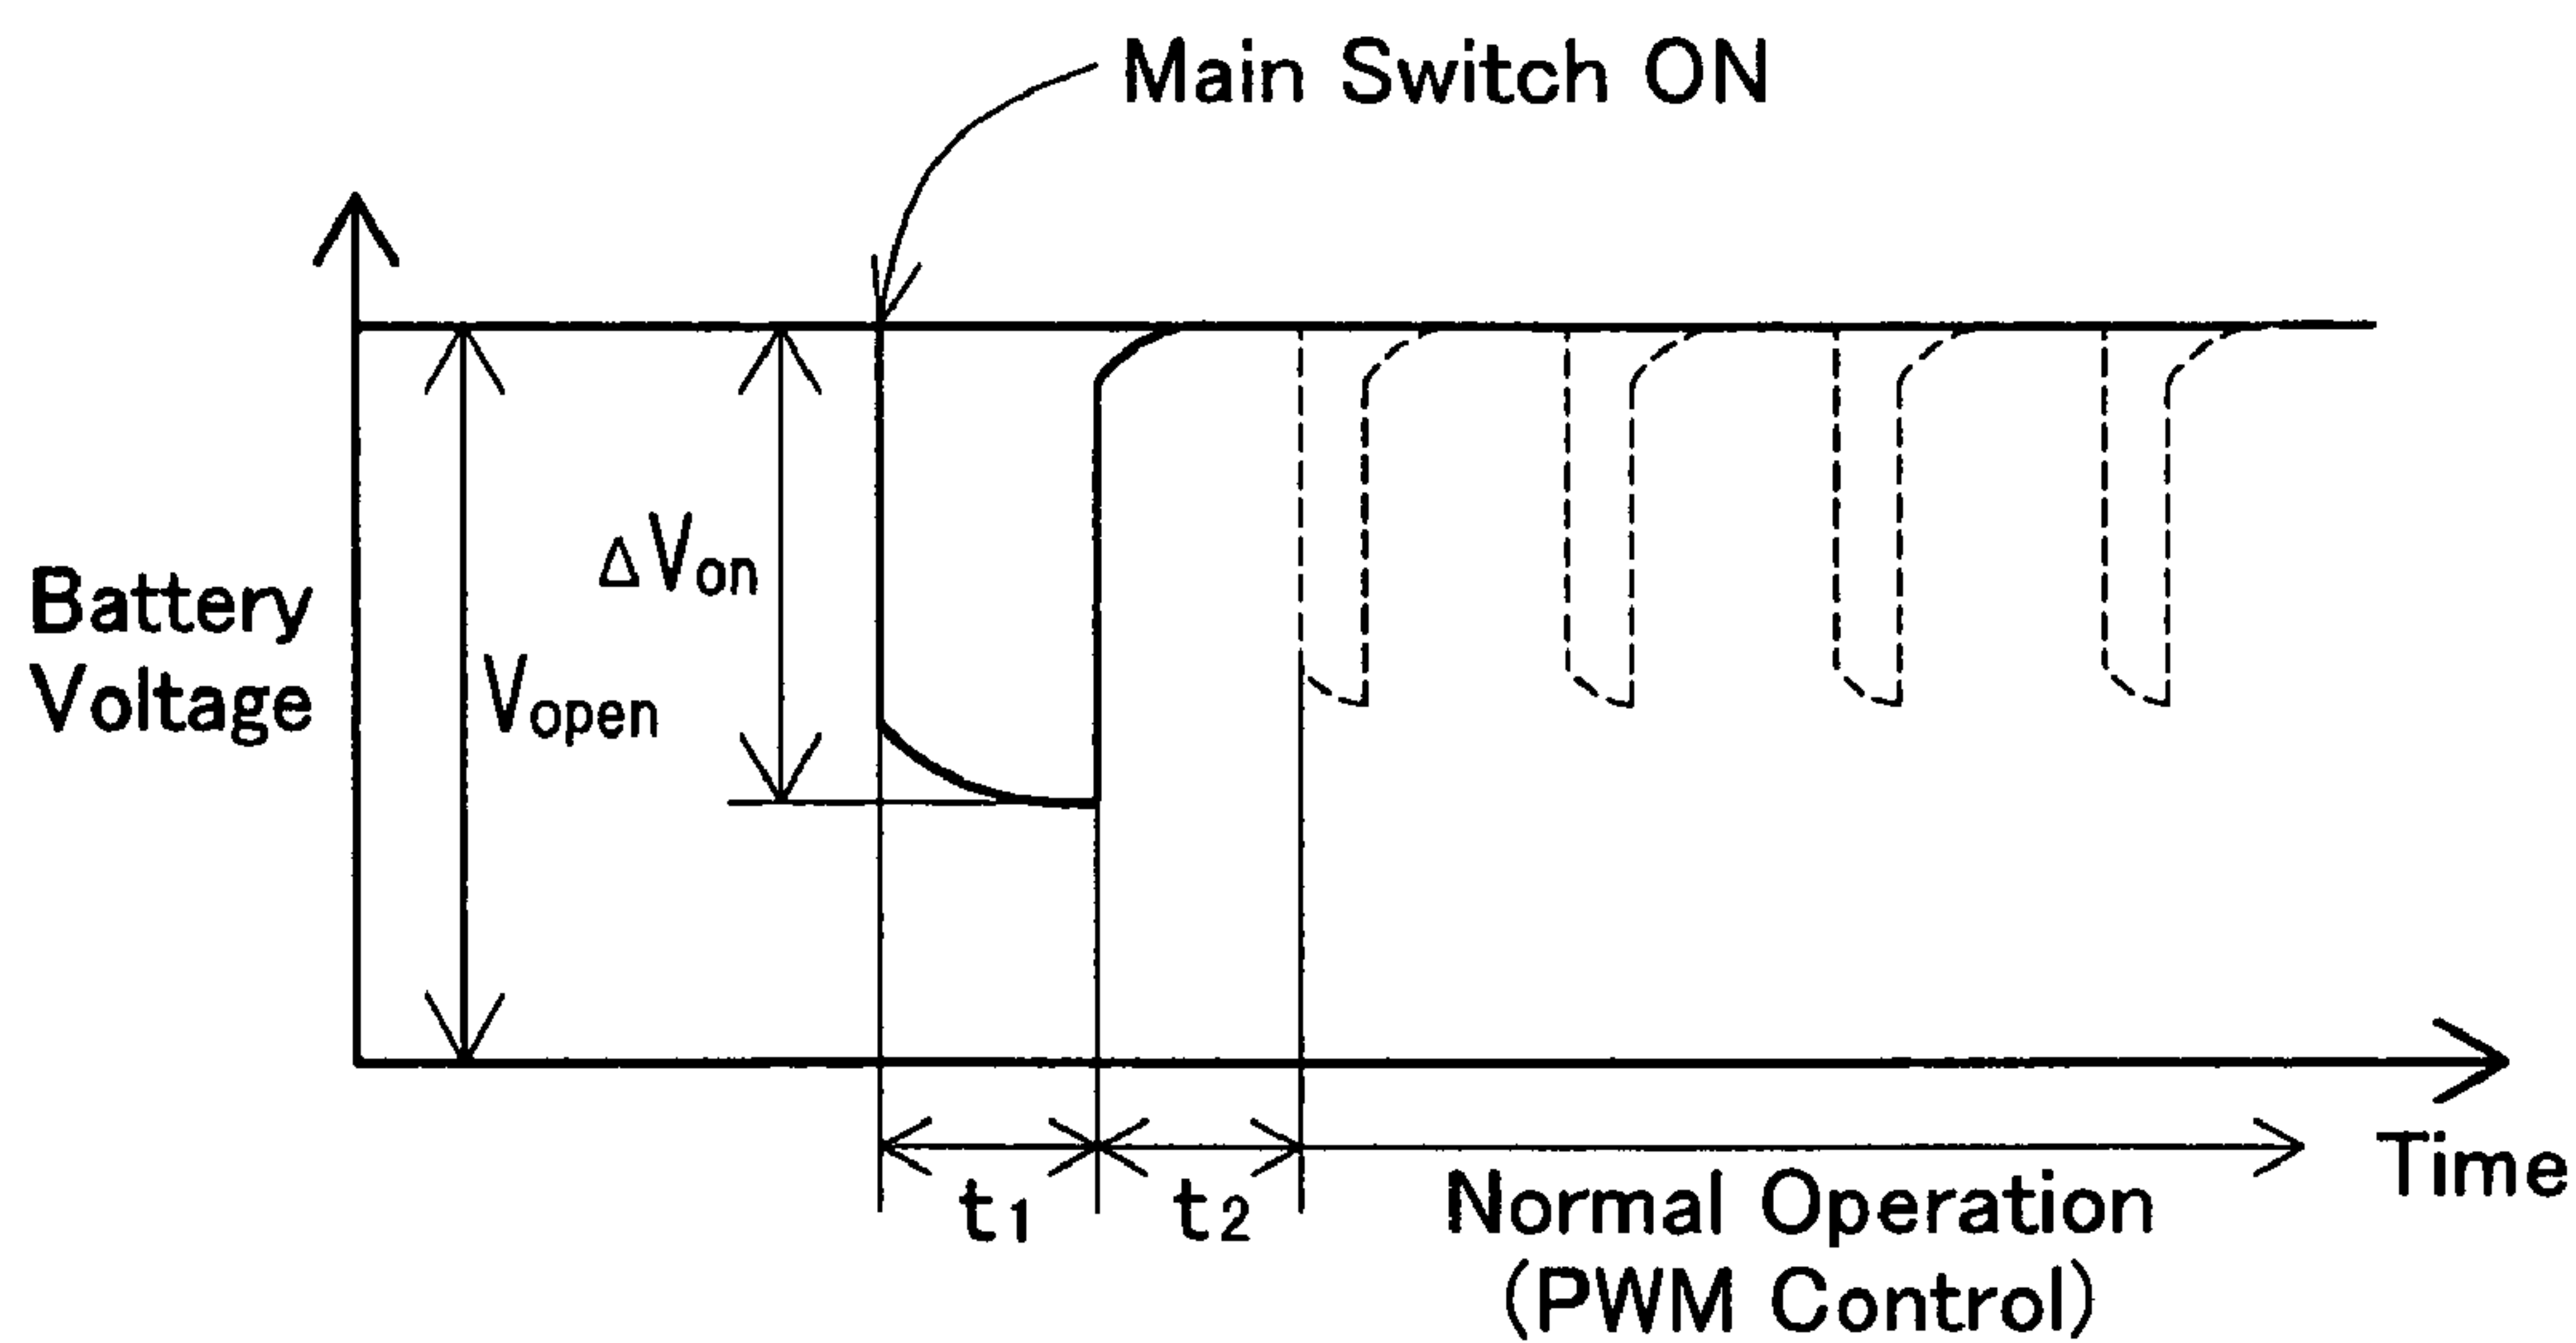 Main Switch ON
ΔVon
Battery
Voltage
Vopen
t1
t2
Time
Normal Operation
(PWM Control)